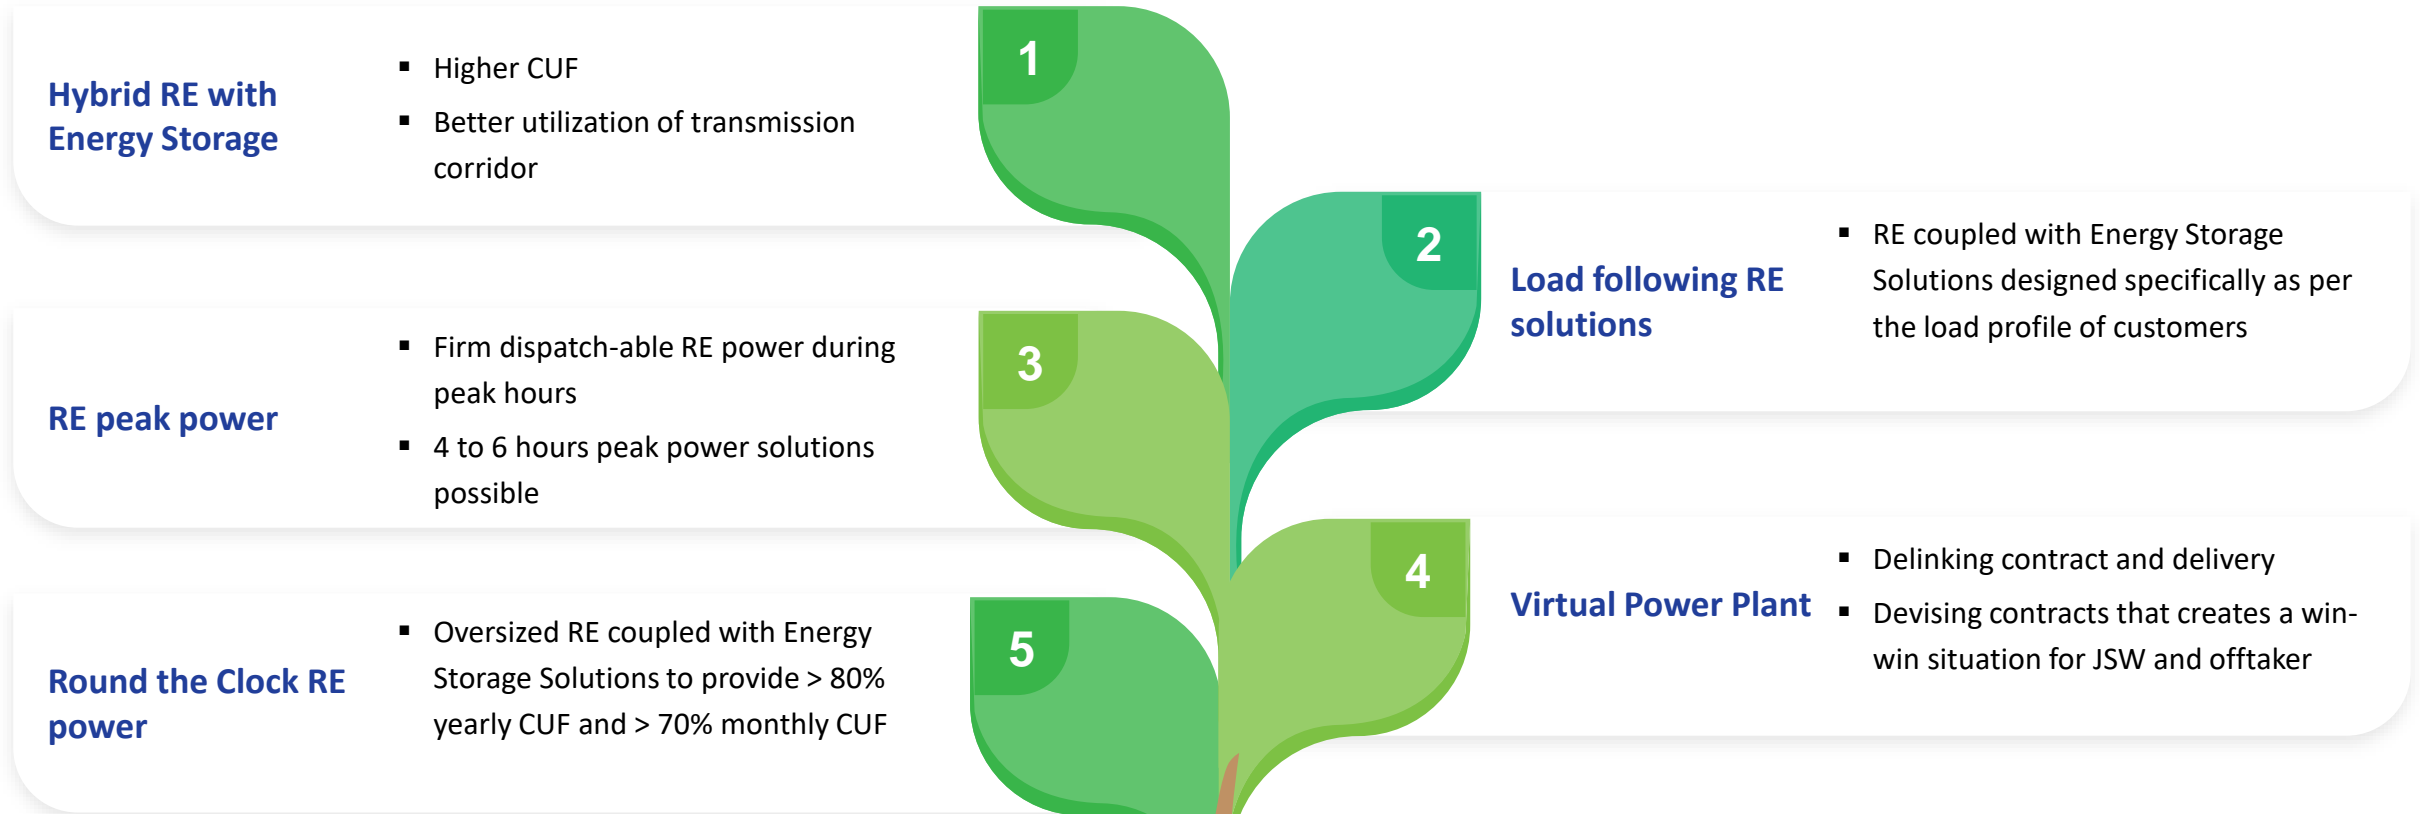 1
Hybrid RE with
Energy Storage
▪ Higher CUF
▪ Better utilization of transmission
corridor
2
Load following RE
solutions
▪ RE coupled with Energy Storage
Solutions designed specifically as per
the load profile of customers
3
RE peak power
▪ Firm dispatch-able RE power during
peak hours
▪ 4 to 6 hours peak power solutions
possible
4
Virtual Power Plant
▪ Delinking contract and delivery
▪ Devising contracts that creates a win-
win situation for JSW and offtaker
5
Round the Clock RE
power
▪ Oversized RE coupled with Energy
Storage Solutions to provide > 80%
yearly CUF and > 70% monthly CUF